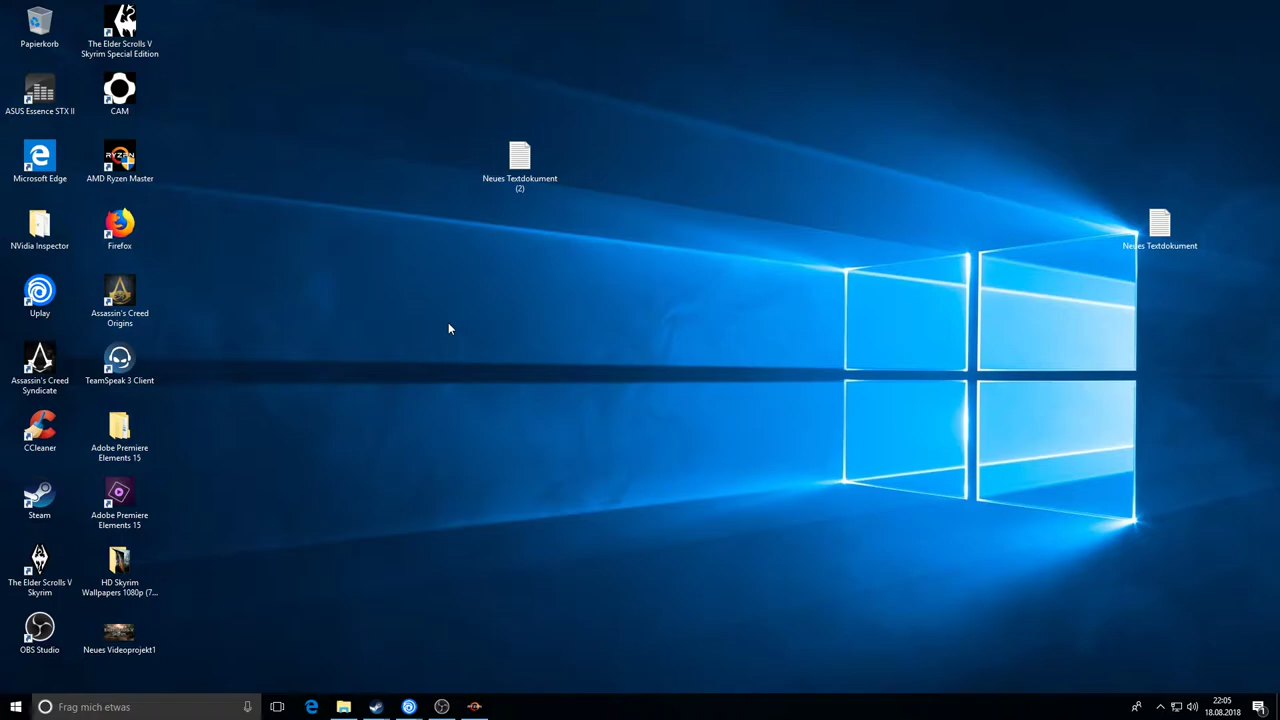 Papierkorb
The Elder Scrolls V
Skyrim Special Edition
ASUS Essence STX II
CAM
Microsoft Edge
RYZEN
AMD Ryzen Master
Neues Textdokument
(2)
NVidia Inspector
Firefox
Neues Textdokument
Uplay
Assassin's Creed
Origins
Assassin's Creed
Syndicate
TeamSpeak 3 Client
CCleaner
Adobe Premiere
Elements 15
Steam
Adobe Premiere
Elements 15
The Elder Scrolls V
Skyrim
HD Skyrim
Wallpapers 1080p (7...
OBS Studio
Neues Videoprojekt1
Frag mich etwas
22:05
18.08.2018
1